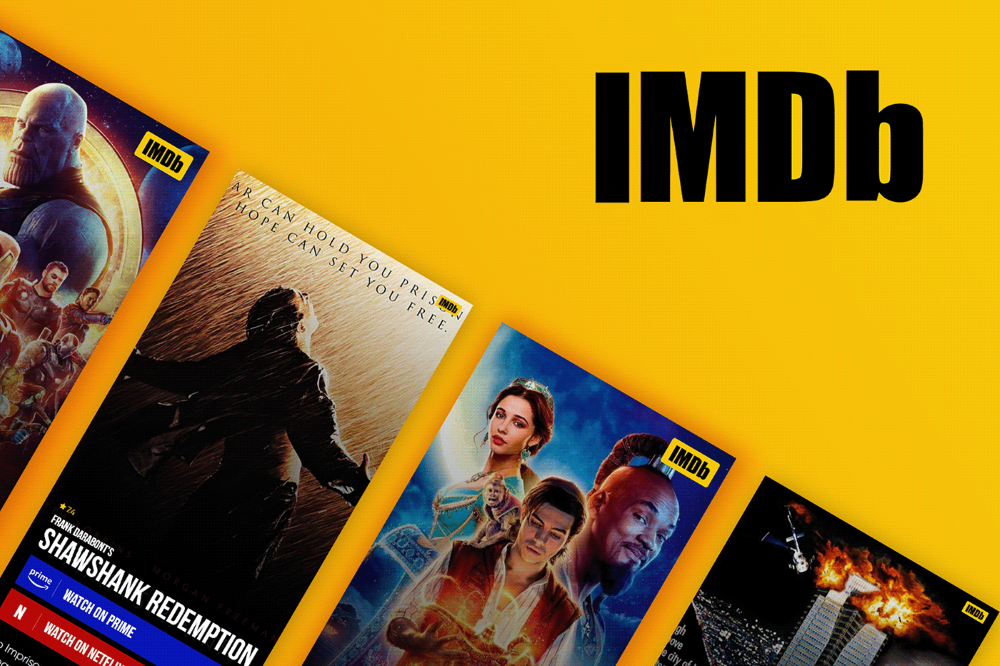 IMDb
IMDb
AR CAN HOLD YOU PRISON
HOPE CAN SET YOU FREE.
IMDb
FRANK DARABONT'S
SHAWSHANK REDEMPTION
prime
WATCH ON PRIME
N
WATCH ON NETFLI
IMDb
IMDb